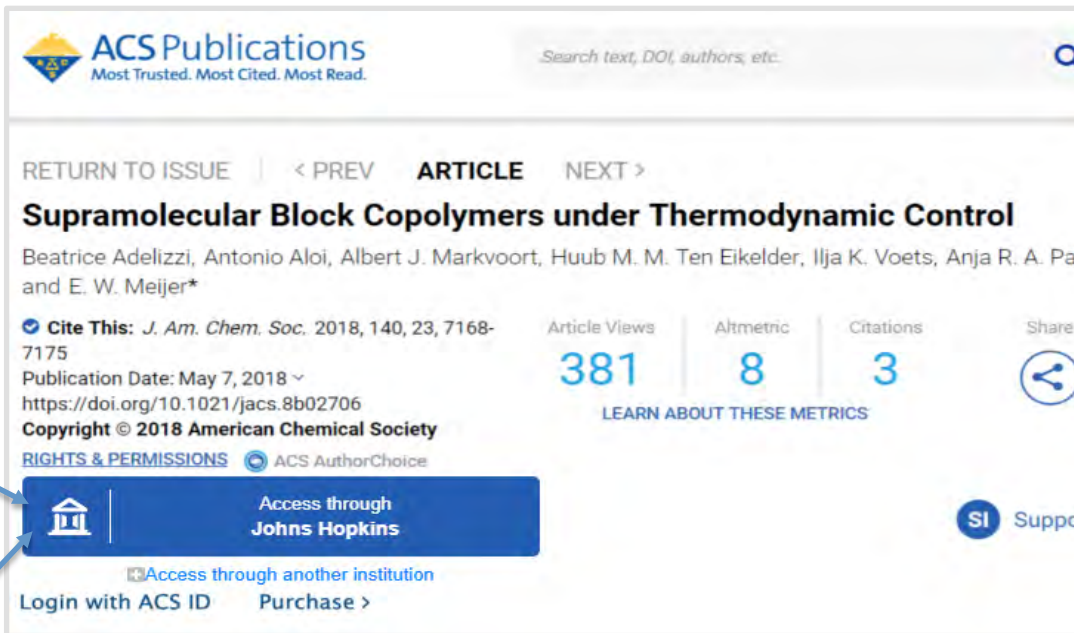 ACS Publications
Most Trusted. Most Cited. Most Read.
Search text, DOI, authors, etc.
RETURN TO ISSUE < PREV ARTICLE NEXT >
Supramolecular Block Copolymers under Thermodynamic Control
Beatrice Adelizzi, Antonio Aloi, Albert J. Markvoort, Huub M. M. Ten Eikelder, Ilja K. Voets, Anja R. A. Pa
and E. W. Meijer*
Cite This: J. Am. Chem. Soc. 2018, 140, 23, 7168-
7175
Publication Date: May 7, 2018
https://doi.org/10.1021/jacs.8b02706
Copyright © 2018 American Chemical Society
RIGHTS & PERMISSIONS ACS AuthorChoice
Article Views Altmetric Citations Share
381 8 3
LEARN ABOUT THESE METRICS
Access through
Johns Hopkins
SI Suppo
Access through another institution
Login with ACS ID Purchase >